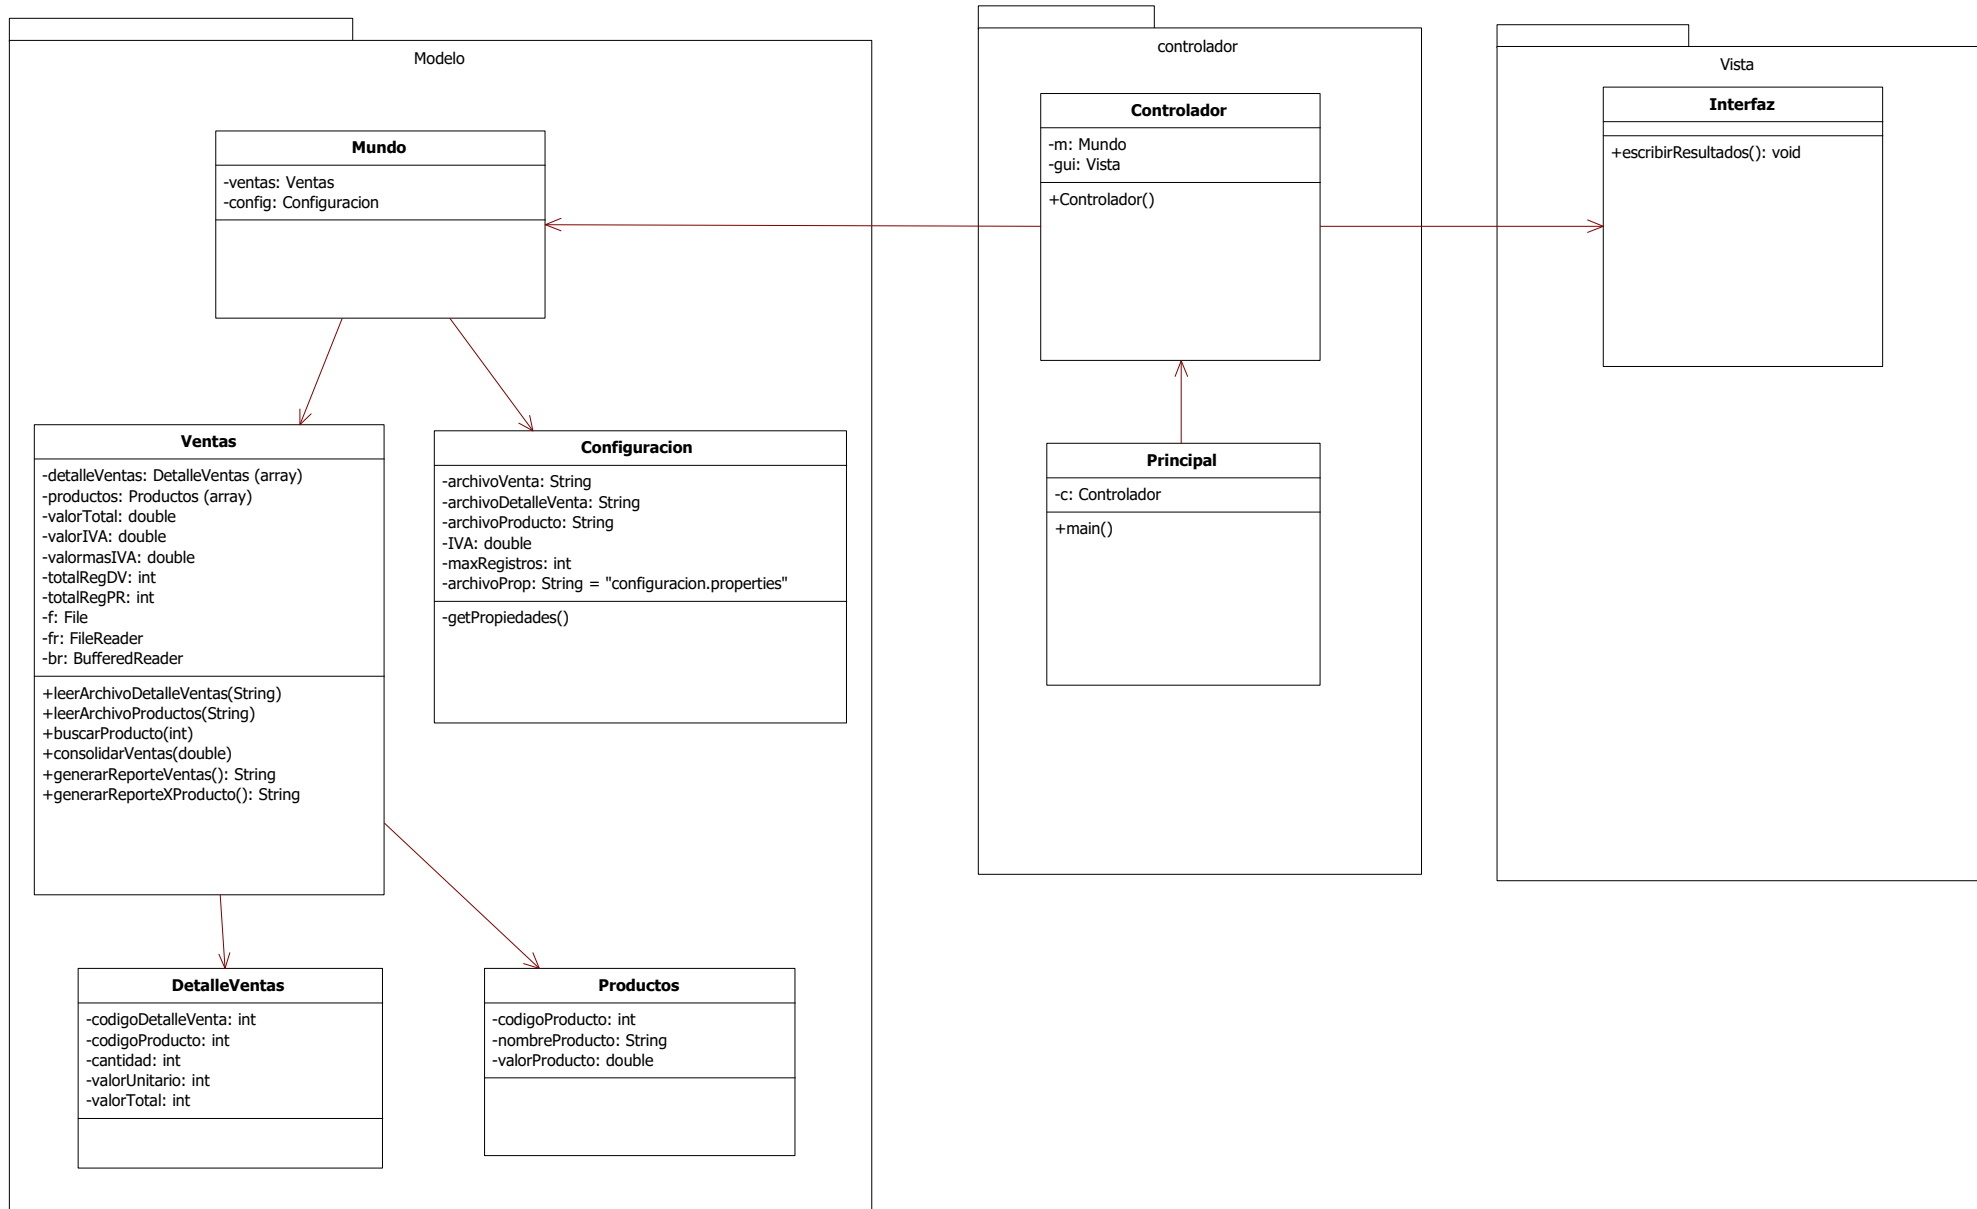 Modelo
Mundo
-ventas: Ventas
-config: Configuracion
Ventas
-detalleVentas: DetalleVentas (array)
-productos: Productos (array)
-valorTotal: double
-valorIVA: double
-valormasIVA: double
-totalRegDV: int
-totalRegPR: int
-f: File
-fr: FileReader
-br: BufferedReader
+leerArchivoDetalleVentas(String)
+leerArchivoProductos(String)
+buscarProducto(int)
+consolidarVentas(double)
+generarReporteVentas(): String
+generarReporteXProducto(): String
Configuracion
-archivoVenta: String
-archivoDetalleVenta: String
-archivoProducto: String
-IVA: double
-maxRegistros: int
-archivoProp: String = "configuracion.properties"
-getPropiedades()
DetalleVentas
-codigoDetalleVenta: int
-codigoProducto: int
-cantidad: int
-valorUnitario: int
-valorTotal: int
Productos
-codigoProducto: int
-nombreProducto: String
-valorProducto: double
controlador
Controlador
-m: Mundo
-gui: Vista
+Controlador()
Principal
-c: Controlador
+main()
Vista
Interfaz
+escribirResultados(): void